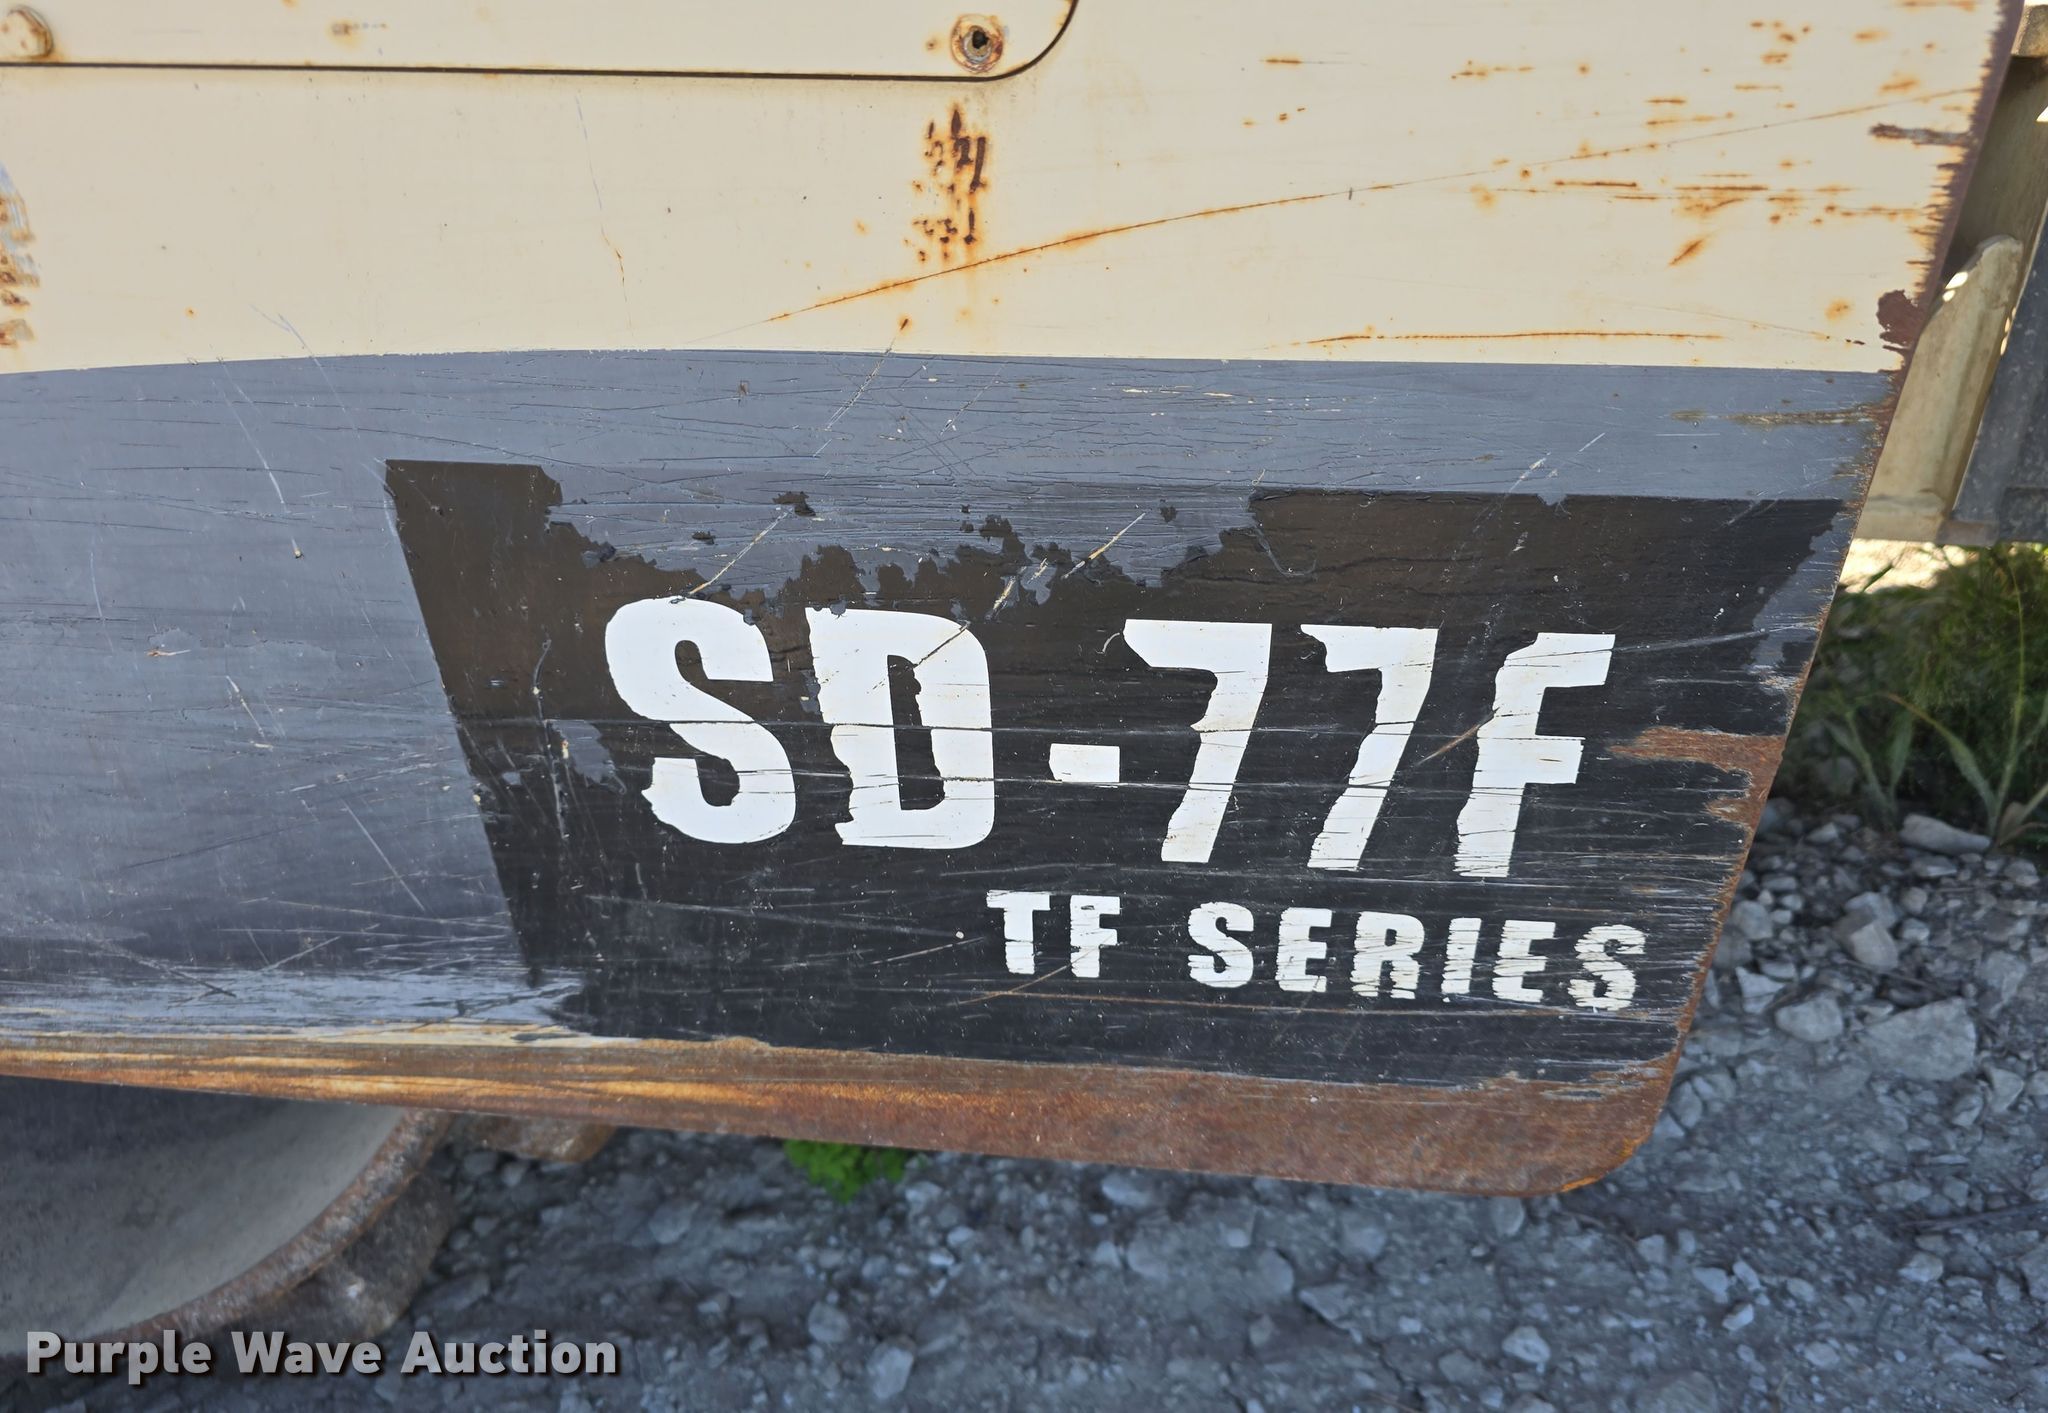 SD-77F
TF SERIES
Purple Wave Auction